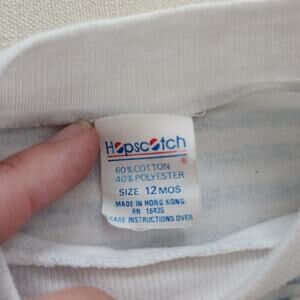 Hopscotch
®
60% COTTON
40% POLYESTER
SIZE 12 MOS
MADE IN HONG KONG
RN 16435
CARE INSTRUCTIONS OVER